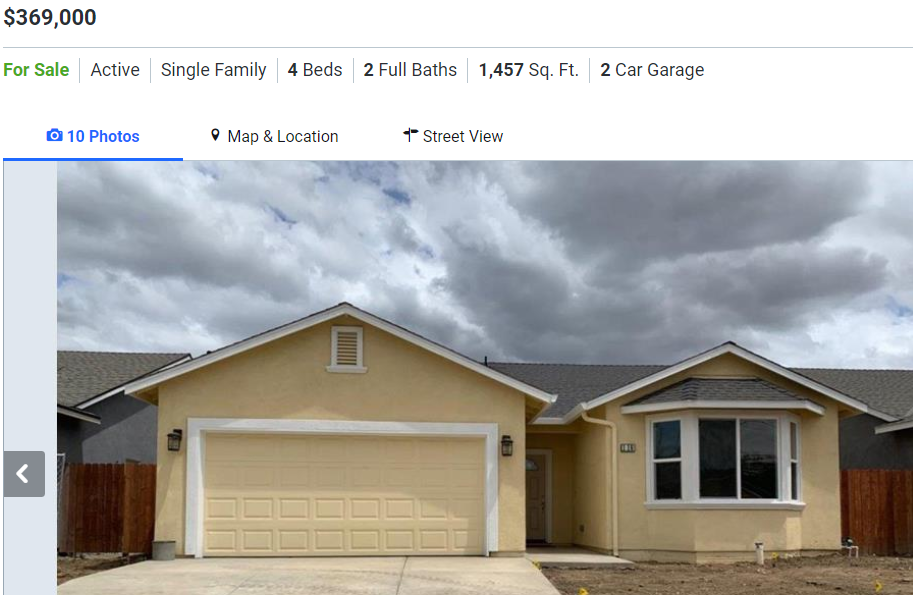 $369,000
For Sale Active Single Family 4 Beds 2 Full Baths 1,457 Sq. Ft. 2 Car Garage
10 Photos Map & Location Street View